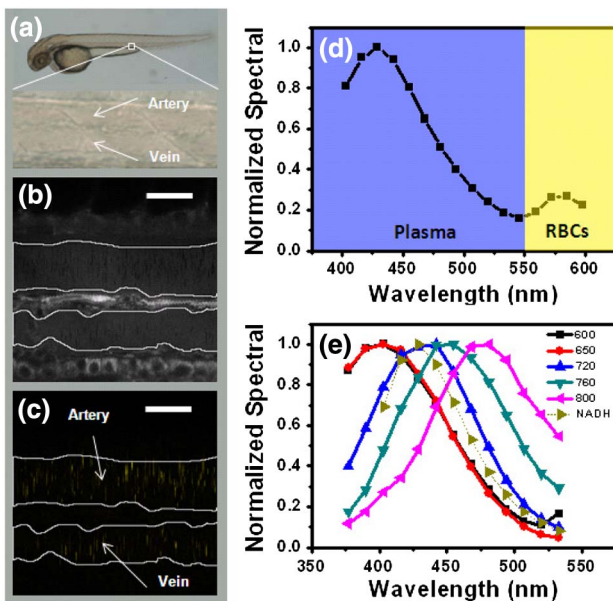 (a)
Artery
Vein
(b)
(c)
Artery
Vein
(d)
Normalized Spectral
1.0
0.8
0.6
0.4
0.2
0.0
Plasma
RBCs
400
450
500
550
600
Wavelength (nm)
(e)
Normalized Spectral
1.0
0.8
0.6
0.4
0.2
0.0
600
650
720
760
800
NADH
350
400
450
500
550
600
Wavelength (nm)